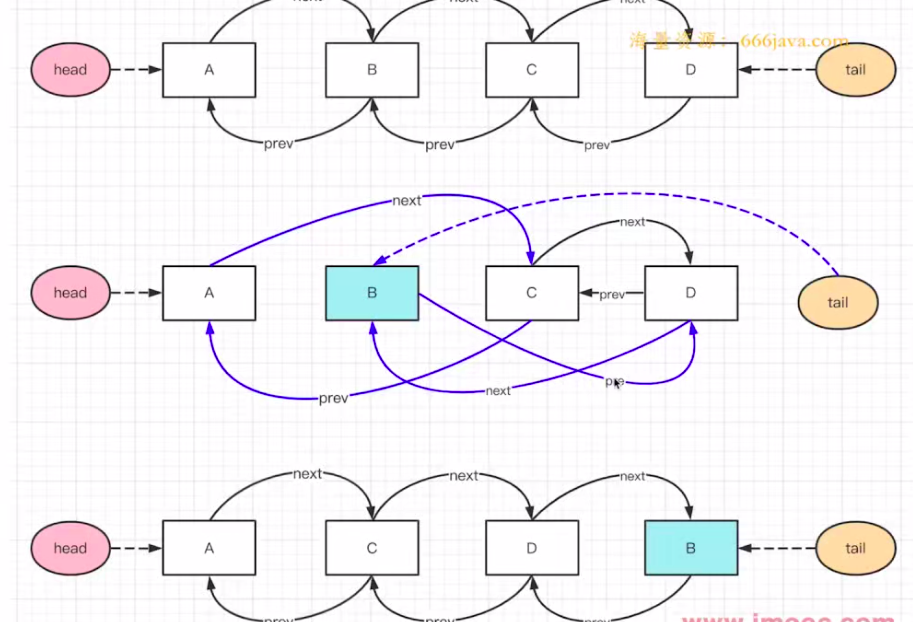 next next next
海量资源：666java.com
head A B C D tail
prev prev prev
next
next
head A B C prev D tail
pre
next
prev
next next next
head A C D B tail
prev prev prev
www.imooc.com